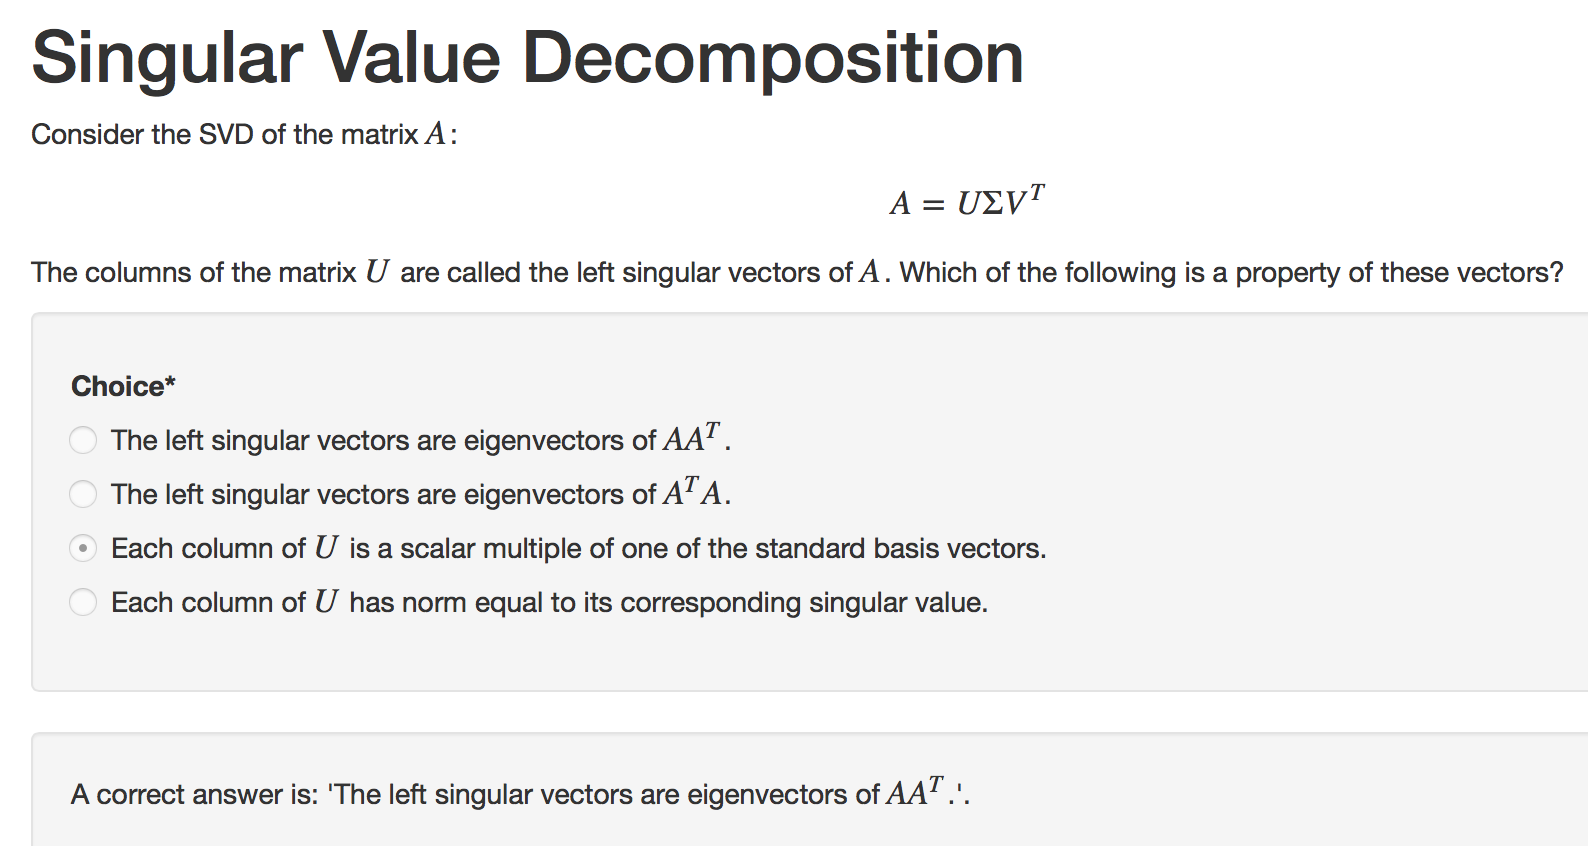 Singular Value Decomposition
Consider the SVD of the matrix A:
A = UΣV^T
The columns of the matrix U are called the left singular vectors of A. Which of the following is a property of these vectors?
Choice*
The left singular vectors are eigenvectors of AA^T.
The left singular vectors are eigenvectors of A^T A.
Each column of U is a scalar multiple of one of the standard basis vectors.
Each column of U has norm equal to its corresponding singular value.
A correct answer is: 'The left singular vectors are eigenvectors of AA^T.'.